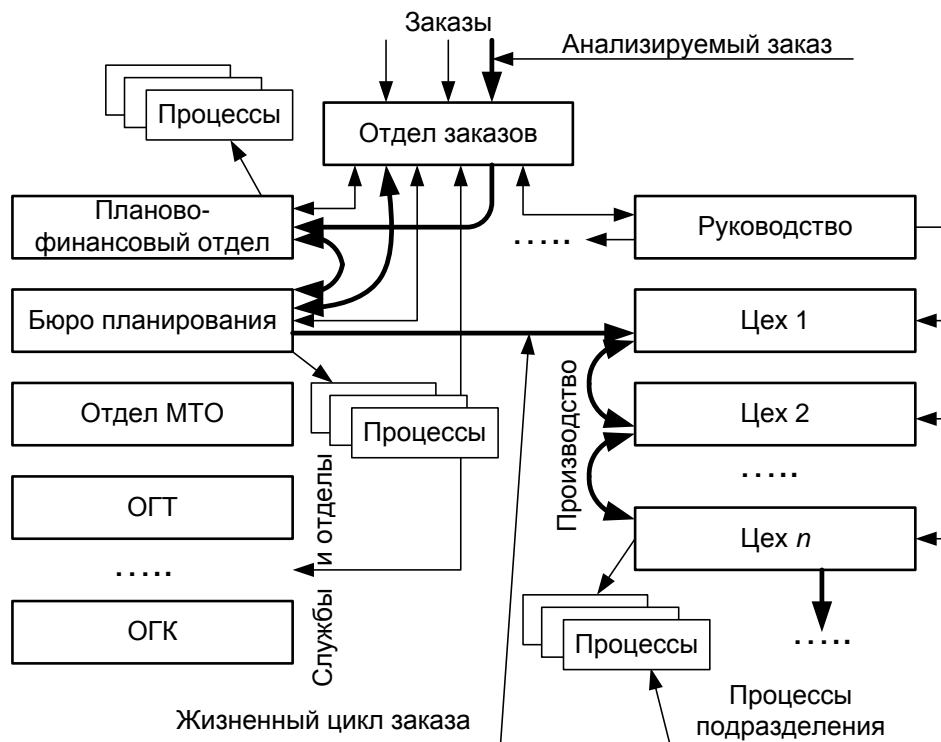 Заказы
Анализируемый заказ
Процессы
Отдел заказов
Планово-
финансовый отдел
.....
Руководство
Бюро планирования
Цех 1
Отдел МТО
Процессы
Производство
Цех 2
.....
ОГТ
Службы и отделы
Цех n
.....
ОГК
Процессы
.....
Жизненный цикл заказа
Процессы
подразделения